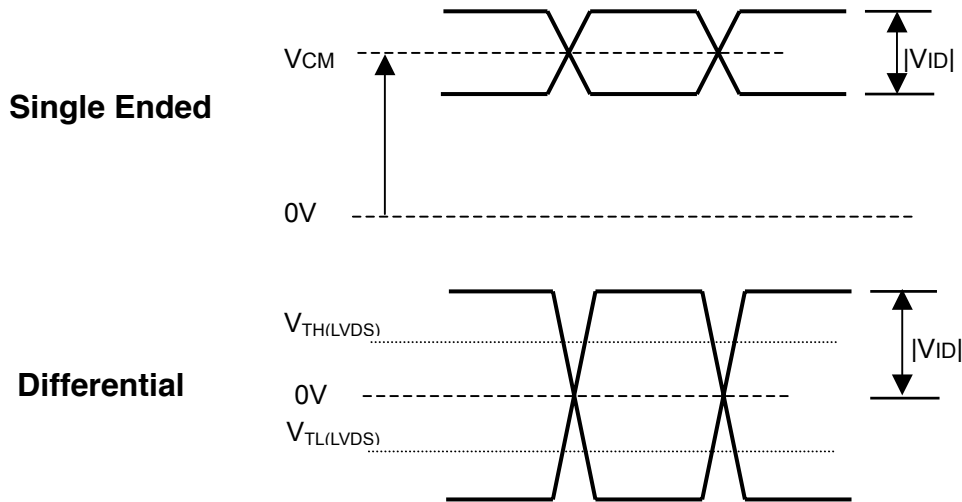 VCM
|VID|
Single Ended
0V
VTH(LVDS)
|VID|
Differential
0V
VTL(LVDS)